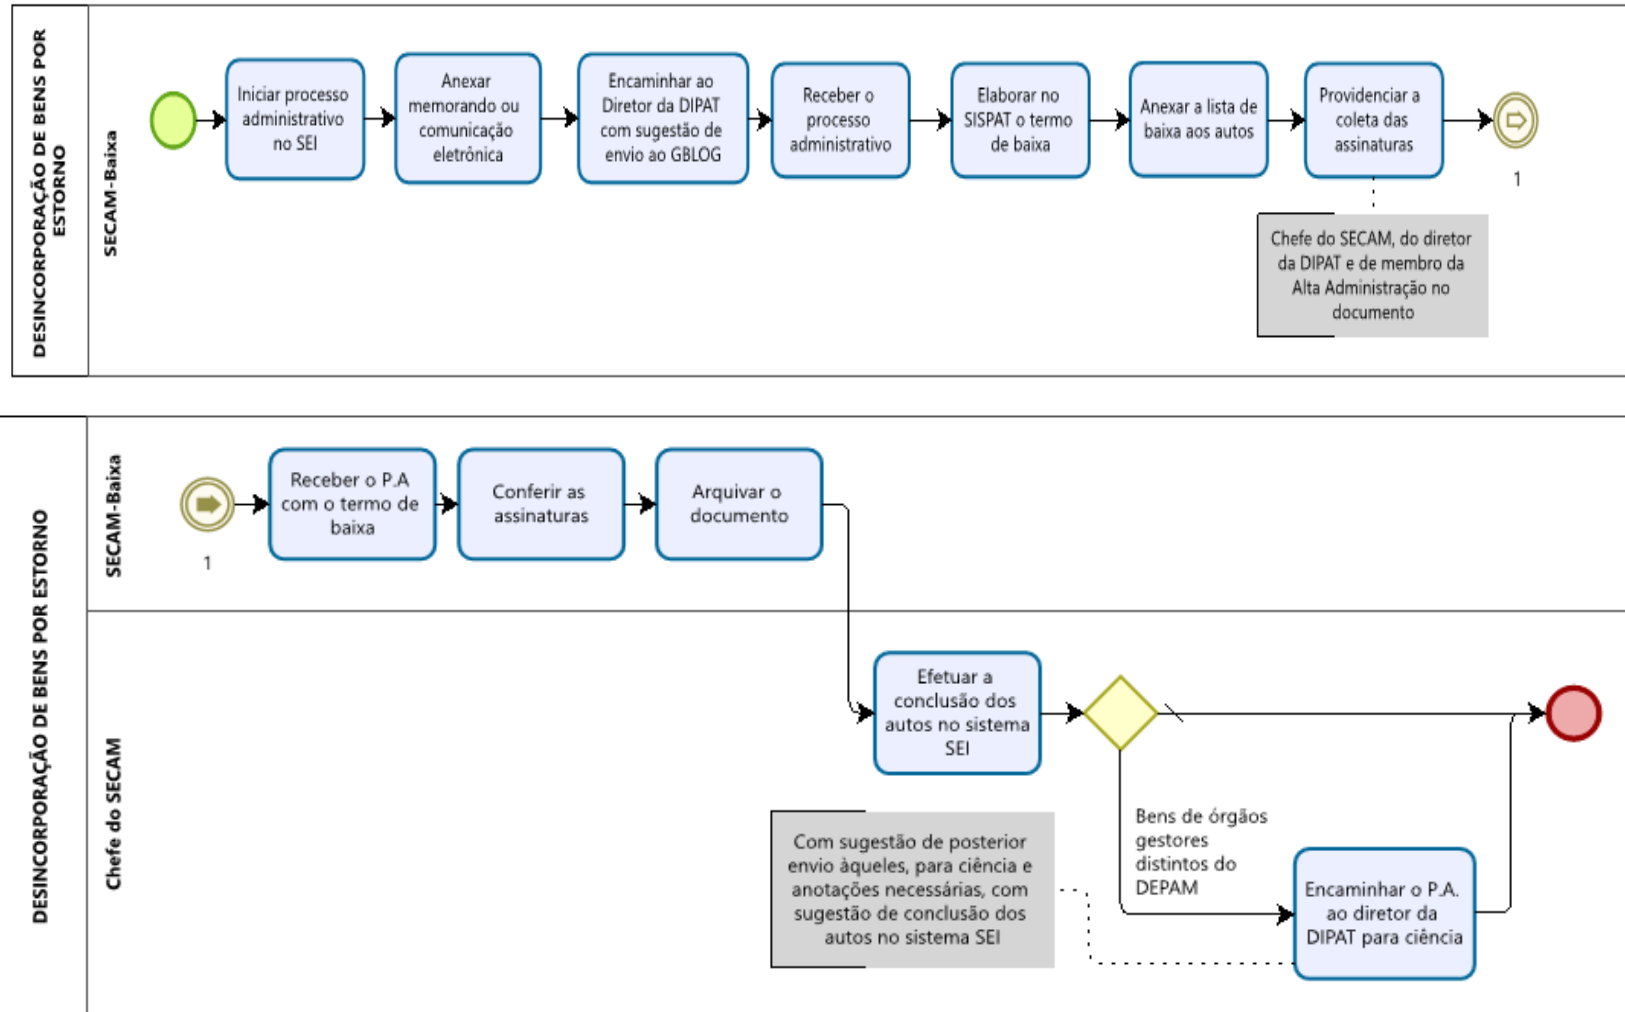 DESINCORPORAÇÃO DE BENS POR
ESTORNO
SECAM-Baixa
Iniciar processo
administrativo
no SEI
Anexar
memorando ou
comunicação
eletrônica
Encaminhar ao
Diretor da DIPAT
com sugestão de
envio ao GBLOG
Receber o
processo
administrativo
Elaborar no
SISPAT o termo
de baixa
Anexar a lista de
baixa aos autos
Providenciar a
coleta das
assinaturas
1
Chefe do SECAM, do diretor
da DIPAT e de membro da
Alta Administração no
documento
DESINCORPORAÇÃO DE BENS POR ESTORNO
SECAM-Baixa
1
Receber o P.A
com o termo de
baixa
Conferir as
assinaturas
Arquivar o
documento
Chefe do SECAM
Efetuar a
conclusão dos
autos no sistema
SEI
Bens de órgãos
gestores
distintos do
DEPAM
Com sugestão de posterior
envio àqueles, para ciência e
anotações necessárias, com
sugestão de conclusão dos
autos no sistema SEI
Encaminhar o P.A.
ao diretor da
DIPAT para ciência